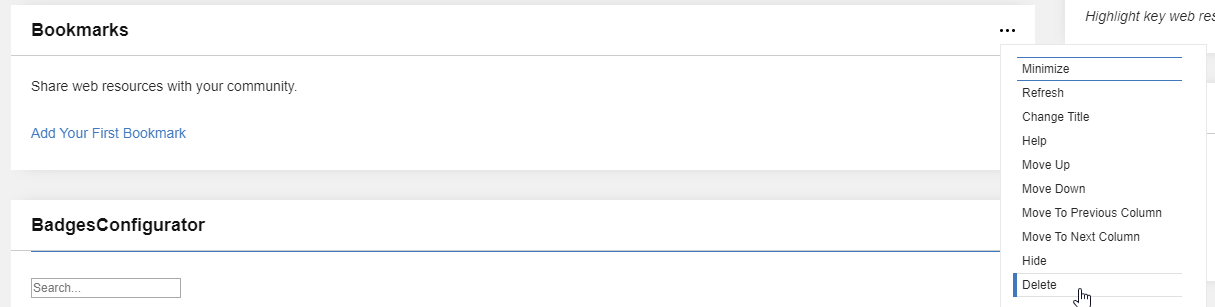 Bookmarks
Share web resources with your community.
Add Your First Bookmark
BadgesConfigurator
Search...
Highlight key web
Minimize
Refresh
Change Title
Help
Move Up
Move Down
Move To Previous Column
Move To Next Column
Hide
Delete